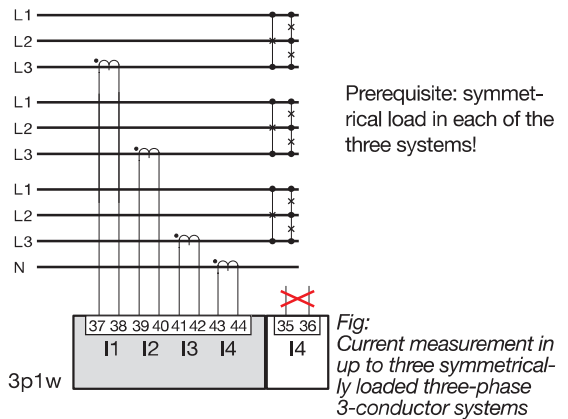 L1
L2
L3
L1
L2
L3
L1
L2
L3
N
Prerequisite: symmet-
rical load in each of the
three systems!
37 38 39 40 41 42 43 44
35 36
I1 I2 I3 I4
I4
3p1w
Fig:
Current measurement in
up to three symmetrical-
ly loaded three-phase
3-conductor systems